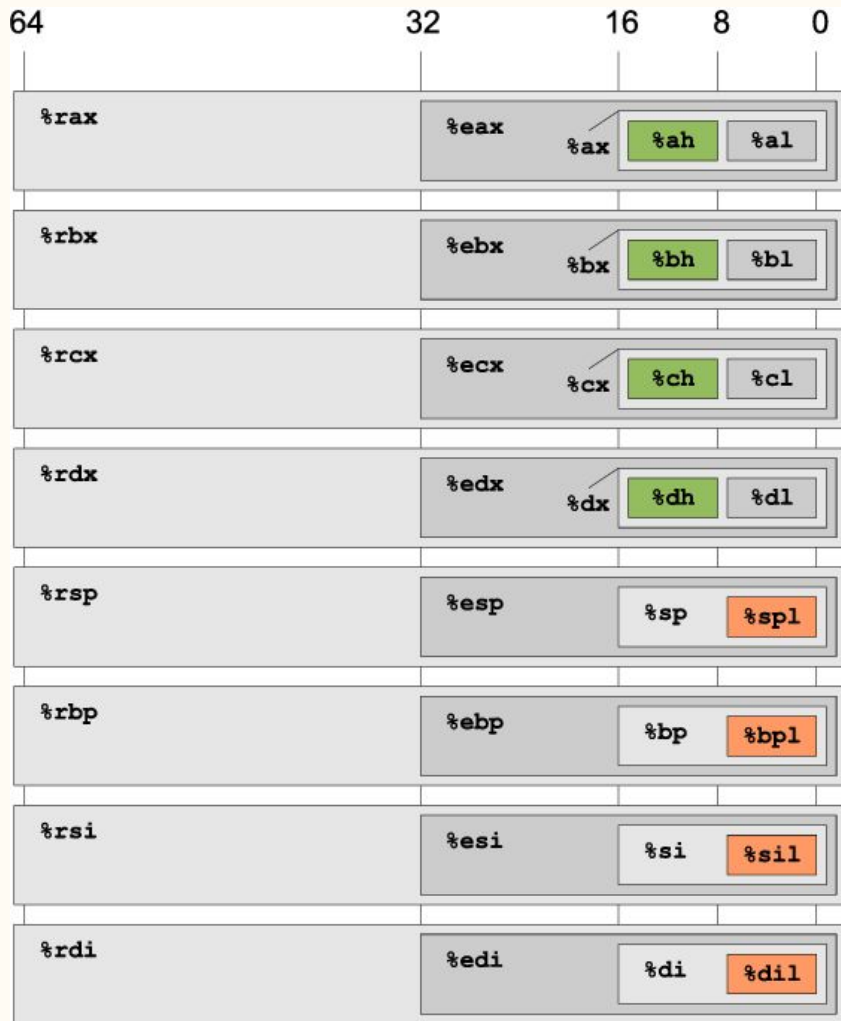 64 32 16 8 0
%rax %eax %ax %ah %al
%rbx %ebx %bx %bh %bl
%rcx %ecx %cx %ch %cl
%rdx %edx %dx %dh %dl
%rsp %esp %sp %spl
%rbp %ebp %bp %bpl
%rsi %esi %si %sil
%rdi %edi %di %dil